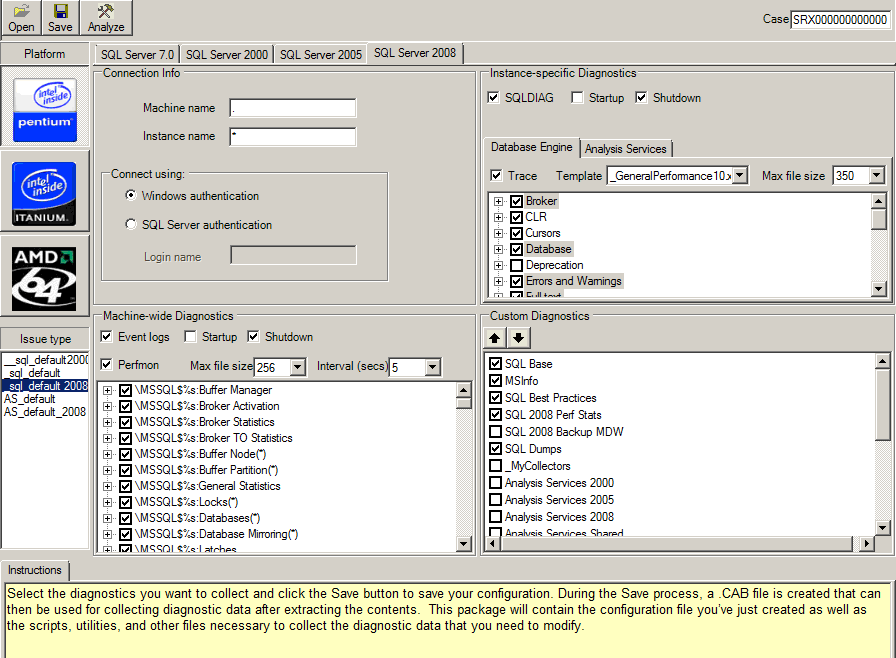 Open Save Analyze
Case SRX000000000000
Platform
SQL Server 7.0 SQL Server 2000 SQL Server 2005 SQL Server 2008
intel inside pentium
intel inside ITANIUM
AMD 64
Issue type
__sql_default2000
_sql_default
_sql_default 2008
AS_default
AS_default_2008
Connection Info
Machine name .
Instance name *
Connect using:
Windows authentication
SQL Server authentication
Login name
Instance-specific Diagnostics
SQLDIAG Startup Shutdown
Database Engine Analysis Services
Trace Template _GeneralPerformance10.x Max file size 350
Broker
CLR
Cursors
Database
Deprecation
Errors and Warnings
Full text
Machine-wide Diagnostics
Event logs Startup Shutdown
Perfmon Max file size 256 Interval (secs) 5
\MSSQL$%s:Buffer Manager
\MSSQL$%s:Broker Activation
\MSSQL$%s:Broker Statistics
\MSSQL$%s:Broker TO Statistics
\MSSQL$%s:Buffer Node(*)
\MSSQL$%s:Buffer Partition(*)
\MSSQL$%s:General Statistics
\MSSQL$%s:Locks(*)
\MSSQL$%s:Databases(*)
\MSSQL$%s:Database Mirroring(*)
\MSSQL$%s:Latches
Custom Diagnostics
SQL Base
MSInfo
SQL Best Practices
SQL 2008 Perf Stats
SQL 2008 Backup MDW
SQL Dumps
_MyCollectors
Analysis Services 2000
Analysis Services 2005
Analysis Services 2008
Analysis Services Shared
Instructions
Select the diagnostics you want to collect and click the Save button to save your configuration. During the Save process, a .CAB file is created that can
then be used for collecting diagnostic data after extracting the contents.  This package will contain the configuration file you've just created as well as
the scripts, utilities, and other files necessary to collect the diagnostic data that you need to modify.